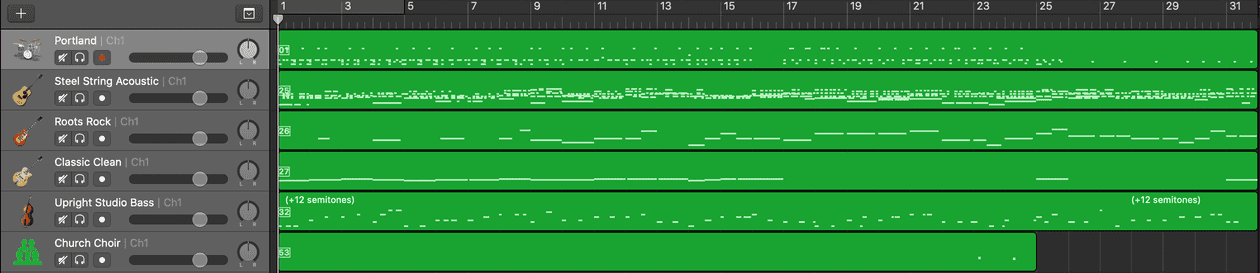 1 3 5 7 9 11 13 15 17 19 21 23 25 27 29 31
Portland | Ch1
L R
01
Steel String Acoustic | Ch1
L R
25
Roots Rock | Ch1
L R
26
Classic Clean | Ch1
L R
27
Upright Studio Bass | Ch1
L R
(+12 semitones) (+12 semitones)
32
Church Choir | Ch1
L R
53